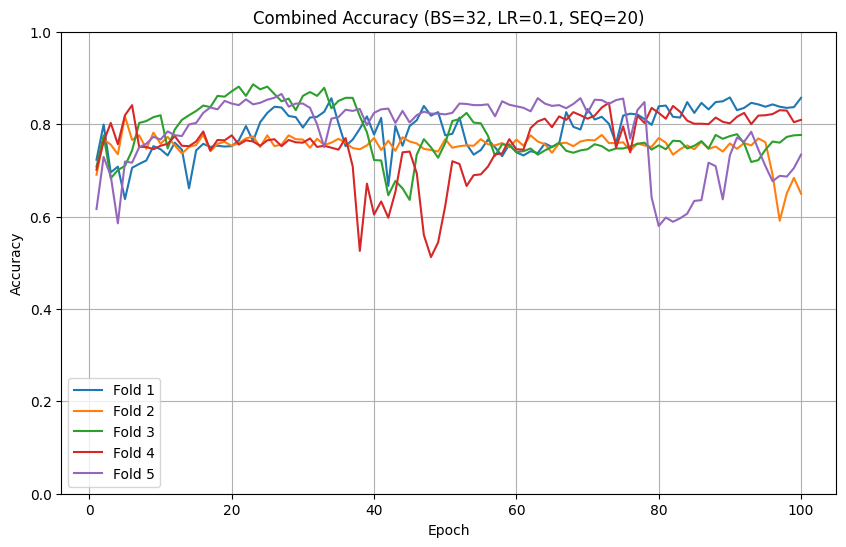 Combined Accuracy (BS=32, LR=0.1, SEQ=20)
1.0
0.8
0.6
0.4
0.2
0.0
Accuracy
Fold 1
Fold 2
Fold 3
Fold 4
Fold 5
0 20 40 60 80 100
Epoch